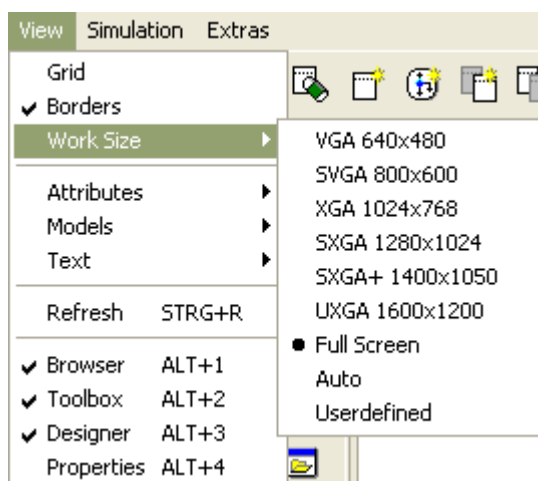 View Simulation Extras
Grid
Borders
Work Size
Attributes
Models
Text
Refresh STRG+R
Browser ALT+1
Toolbox ALT+2
Designer ALT+3
Properties ALT+4
VGA 640x480
SVGA 800x600
XGA 1024x768
SXGA 1280x1024
SXGA+ 1400x1050
UXGA 1600x1200
Full Screen
Auto
Userdefined